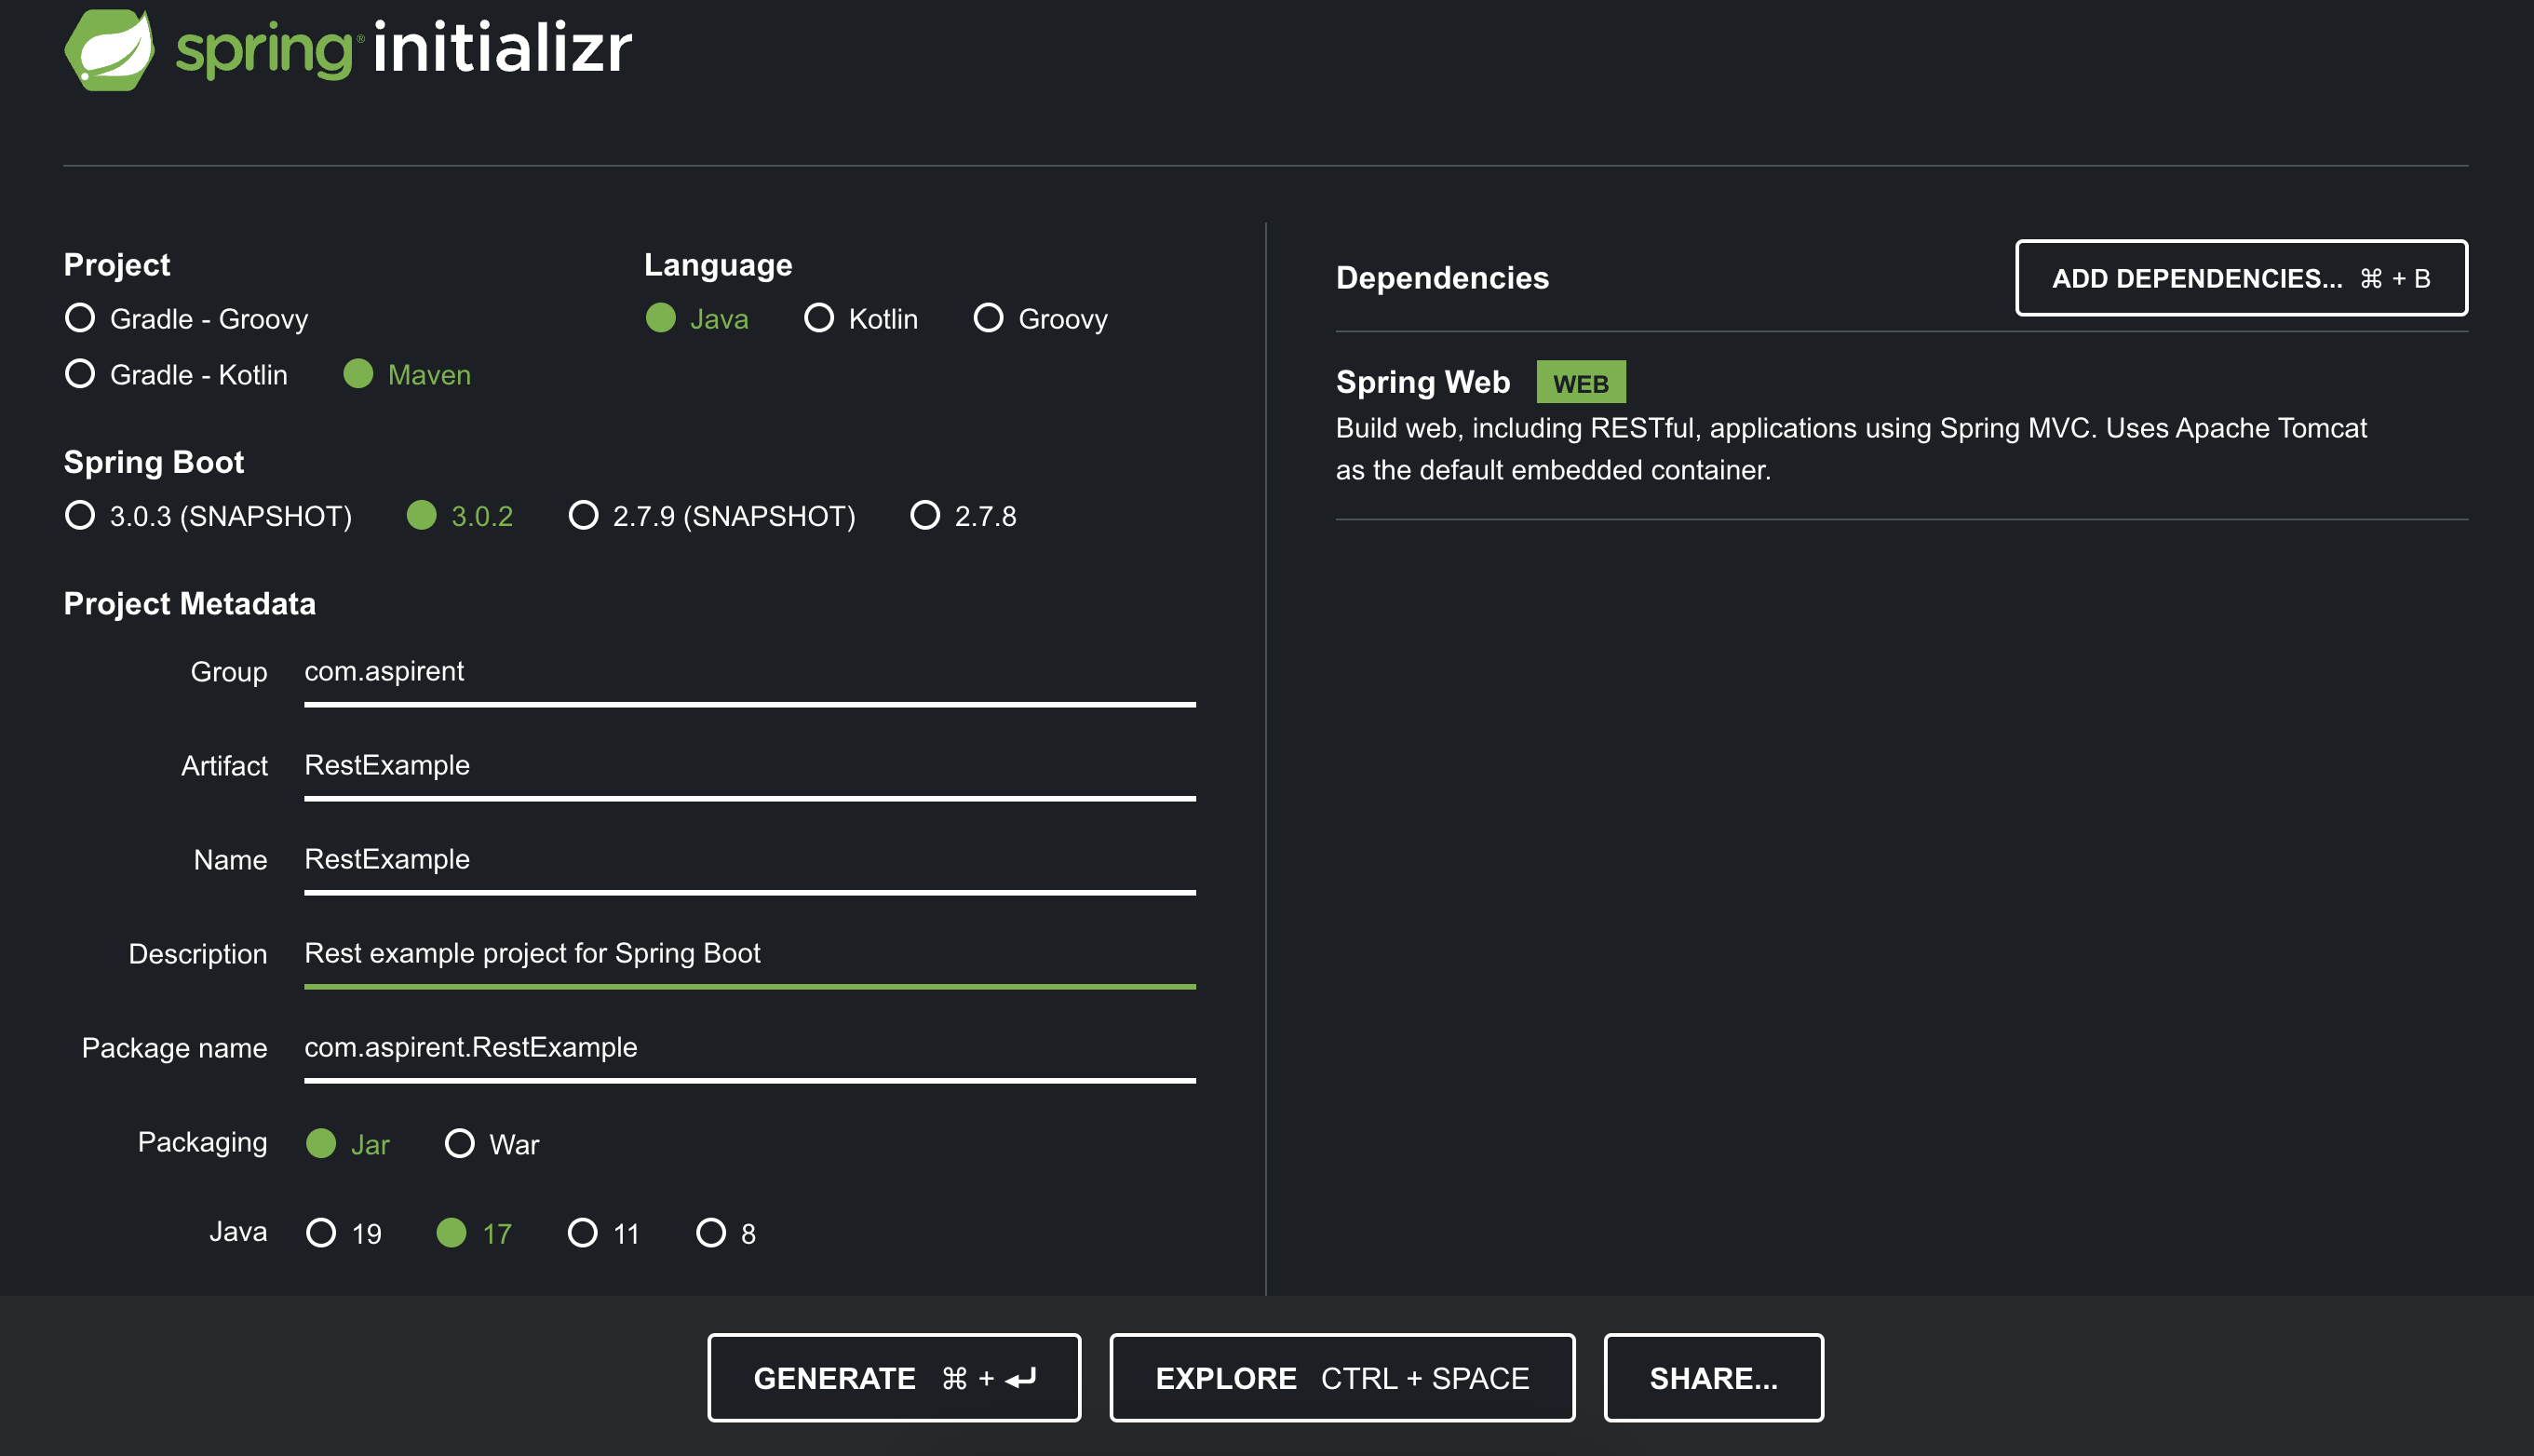 spring® initializr
Project
Gradle - Groovy
Gradle - Kotlin Maven
Language
Java Kotlin Groovy
Spring Boot
3.0.3 (SNAPSHOT) 3.0.2 2.7.9 (SNAPSHOT) 2.7.8
Project Metadata
Group com.aspirent
Artifact RestExample
Name RestExample
Description Rest example project for Spring Boot
Package name com.aspirent.RestExample
Packaging Jar War
Java 19 17 11 8
Dependencies ADD DEPENDENCIES... ⌘ + B
Spring Web WEB
Build web, including RESTful, applications using Spring MVC. Uses Apache Tomcat
as the default embedded container.
GENERATE ⌘ + ⏎ EXPLORE CTRL + SPACE SHARE...